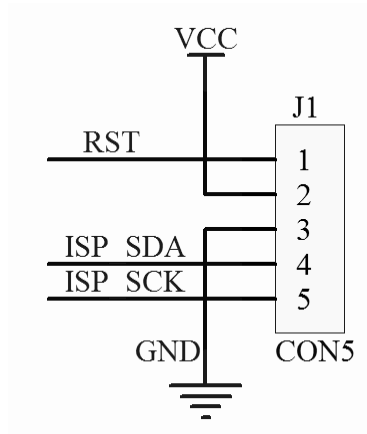 VCC
J1
RST
1
2
3
ISP SDA
4
ISP SCK
5
GND
CON5